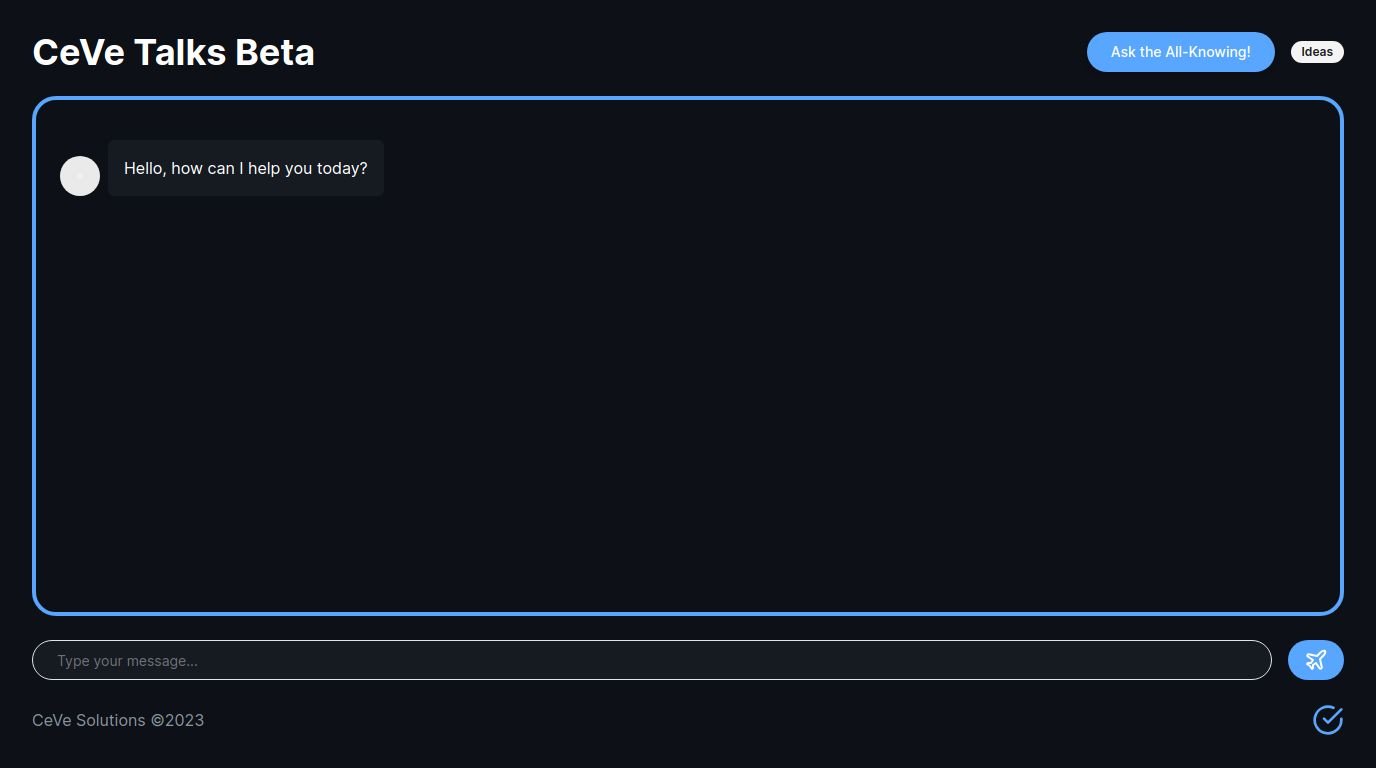 CeVe Talks Beta
Ask the All-Knowing!
Ideas
Hello, how can I help you today?
Type your message...
CeVe Solutions ©2023